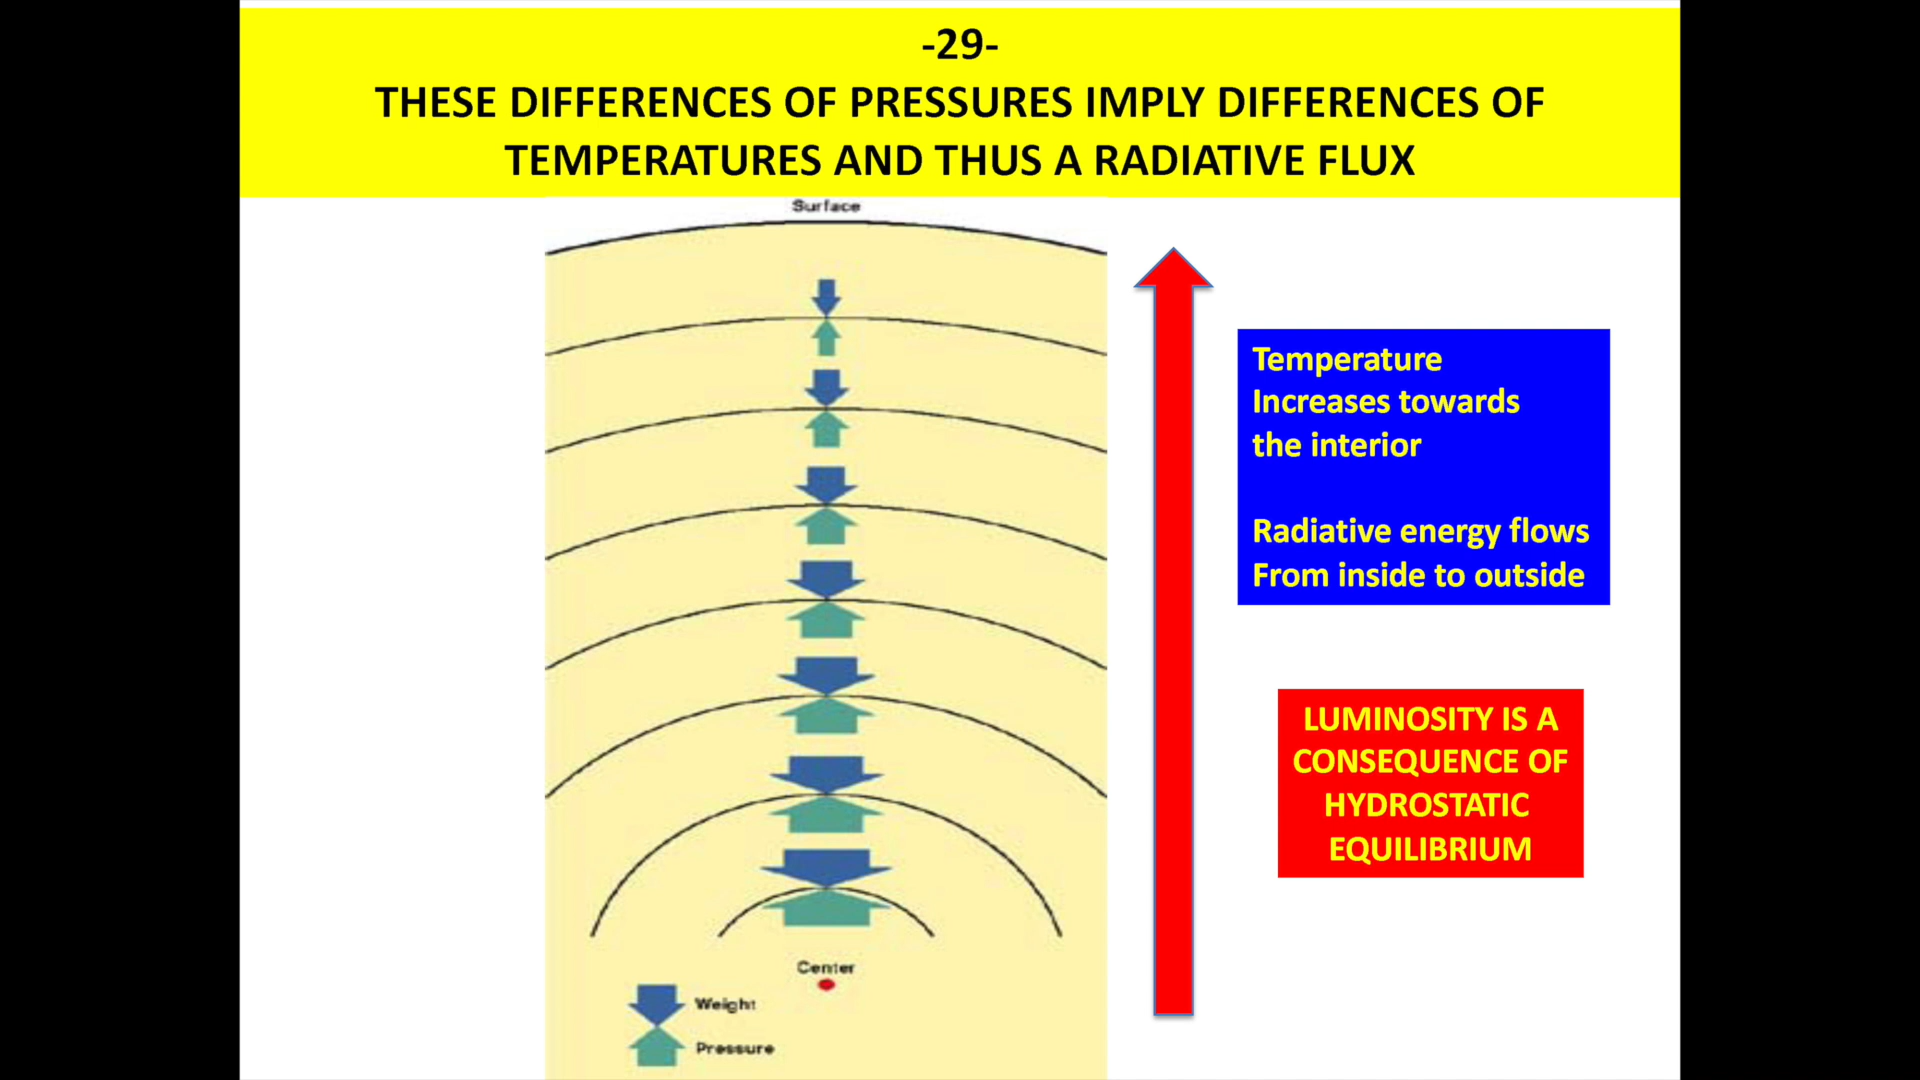 -29-
THESE DIFFERENCES OF PRESSURES IMPLY DIFFERENCES OF
TEMPERATURES AND THUS A RADIATIVE FLUX
Surface
Temperature
Increases towards
the interior
Radiative energy flows
From inside to outside
LUMINOSITY IS A
CONSEQUENCE OF
HYDROSTATIC
EQUILIBRIUM
Center
Weight
Pressure